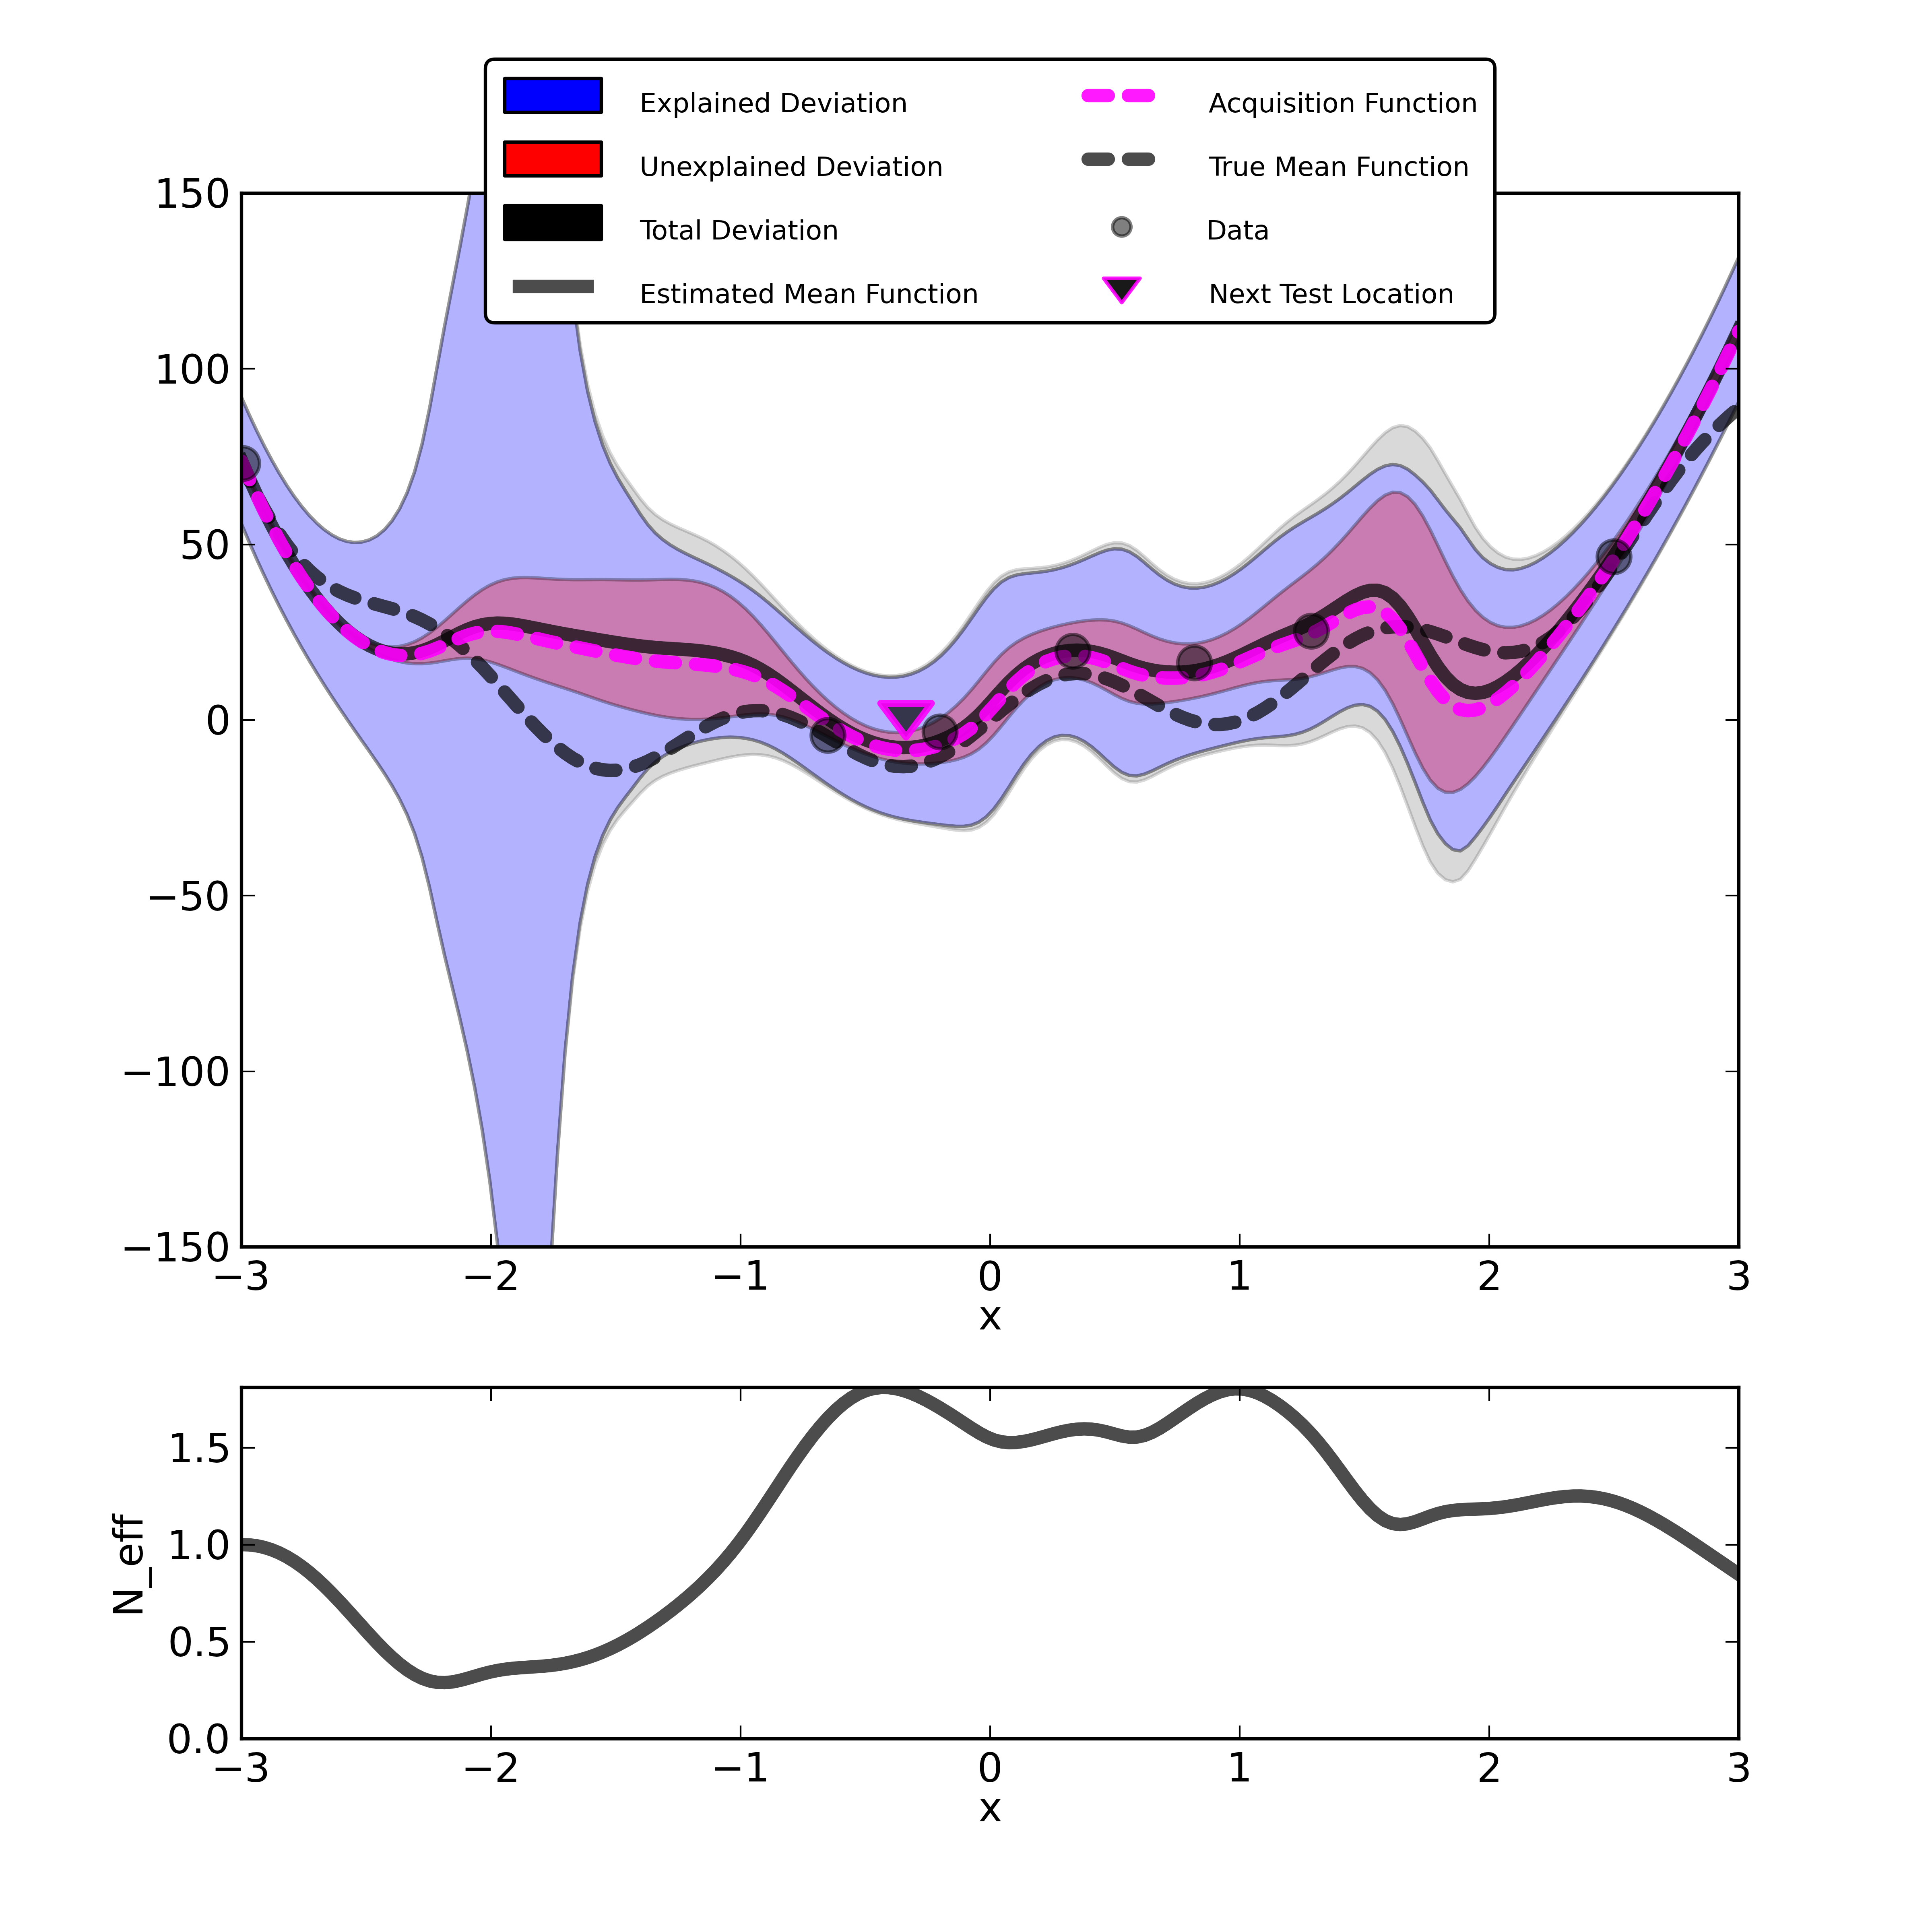 Explained Deviation
Unexplained Deviation
Total Deviation
Estimated Mean Function
Acquisition Function
True Mean Function
Data
Next Test Location
150
100
50
0
−50
−100
−150
−3 −2 −1 0 1 2 3
x
N_eff
1.5
1.0
0.5
0.0
−3 −2 −1 0 1 2 3
x